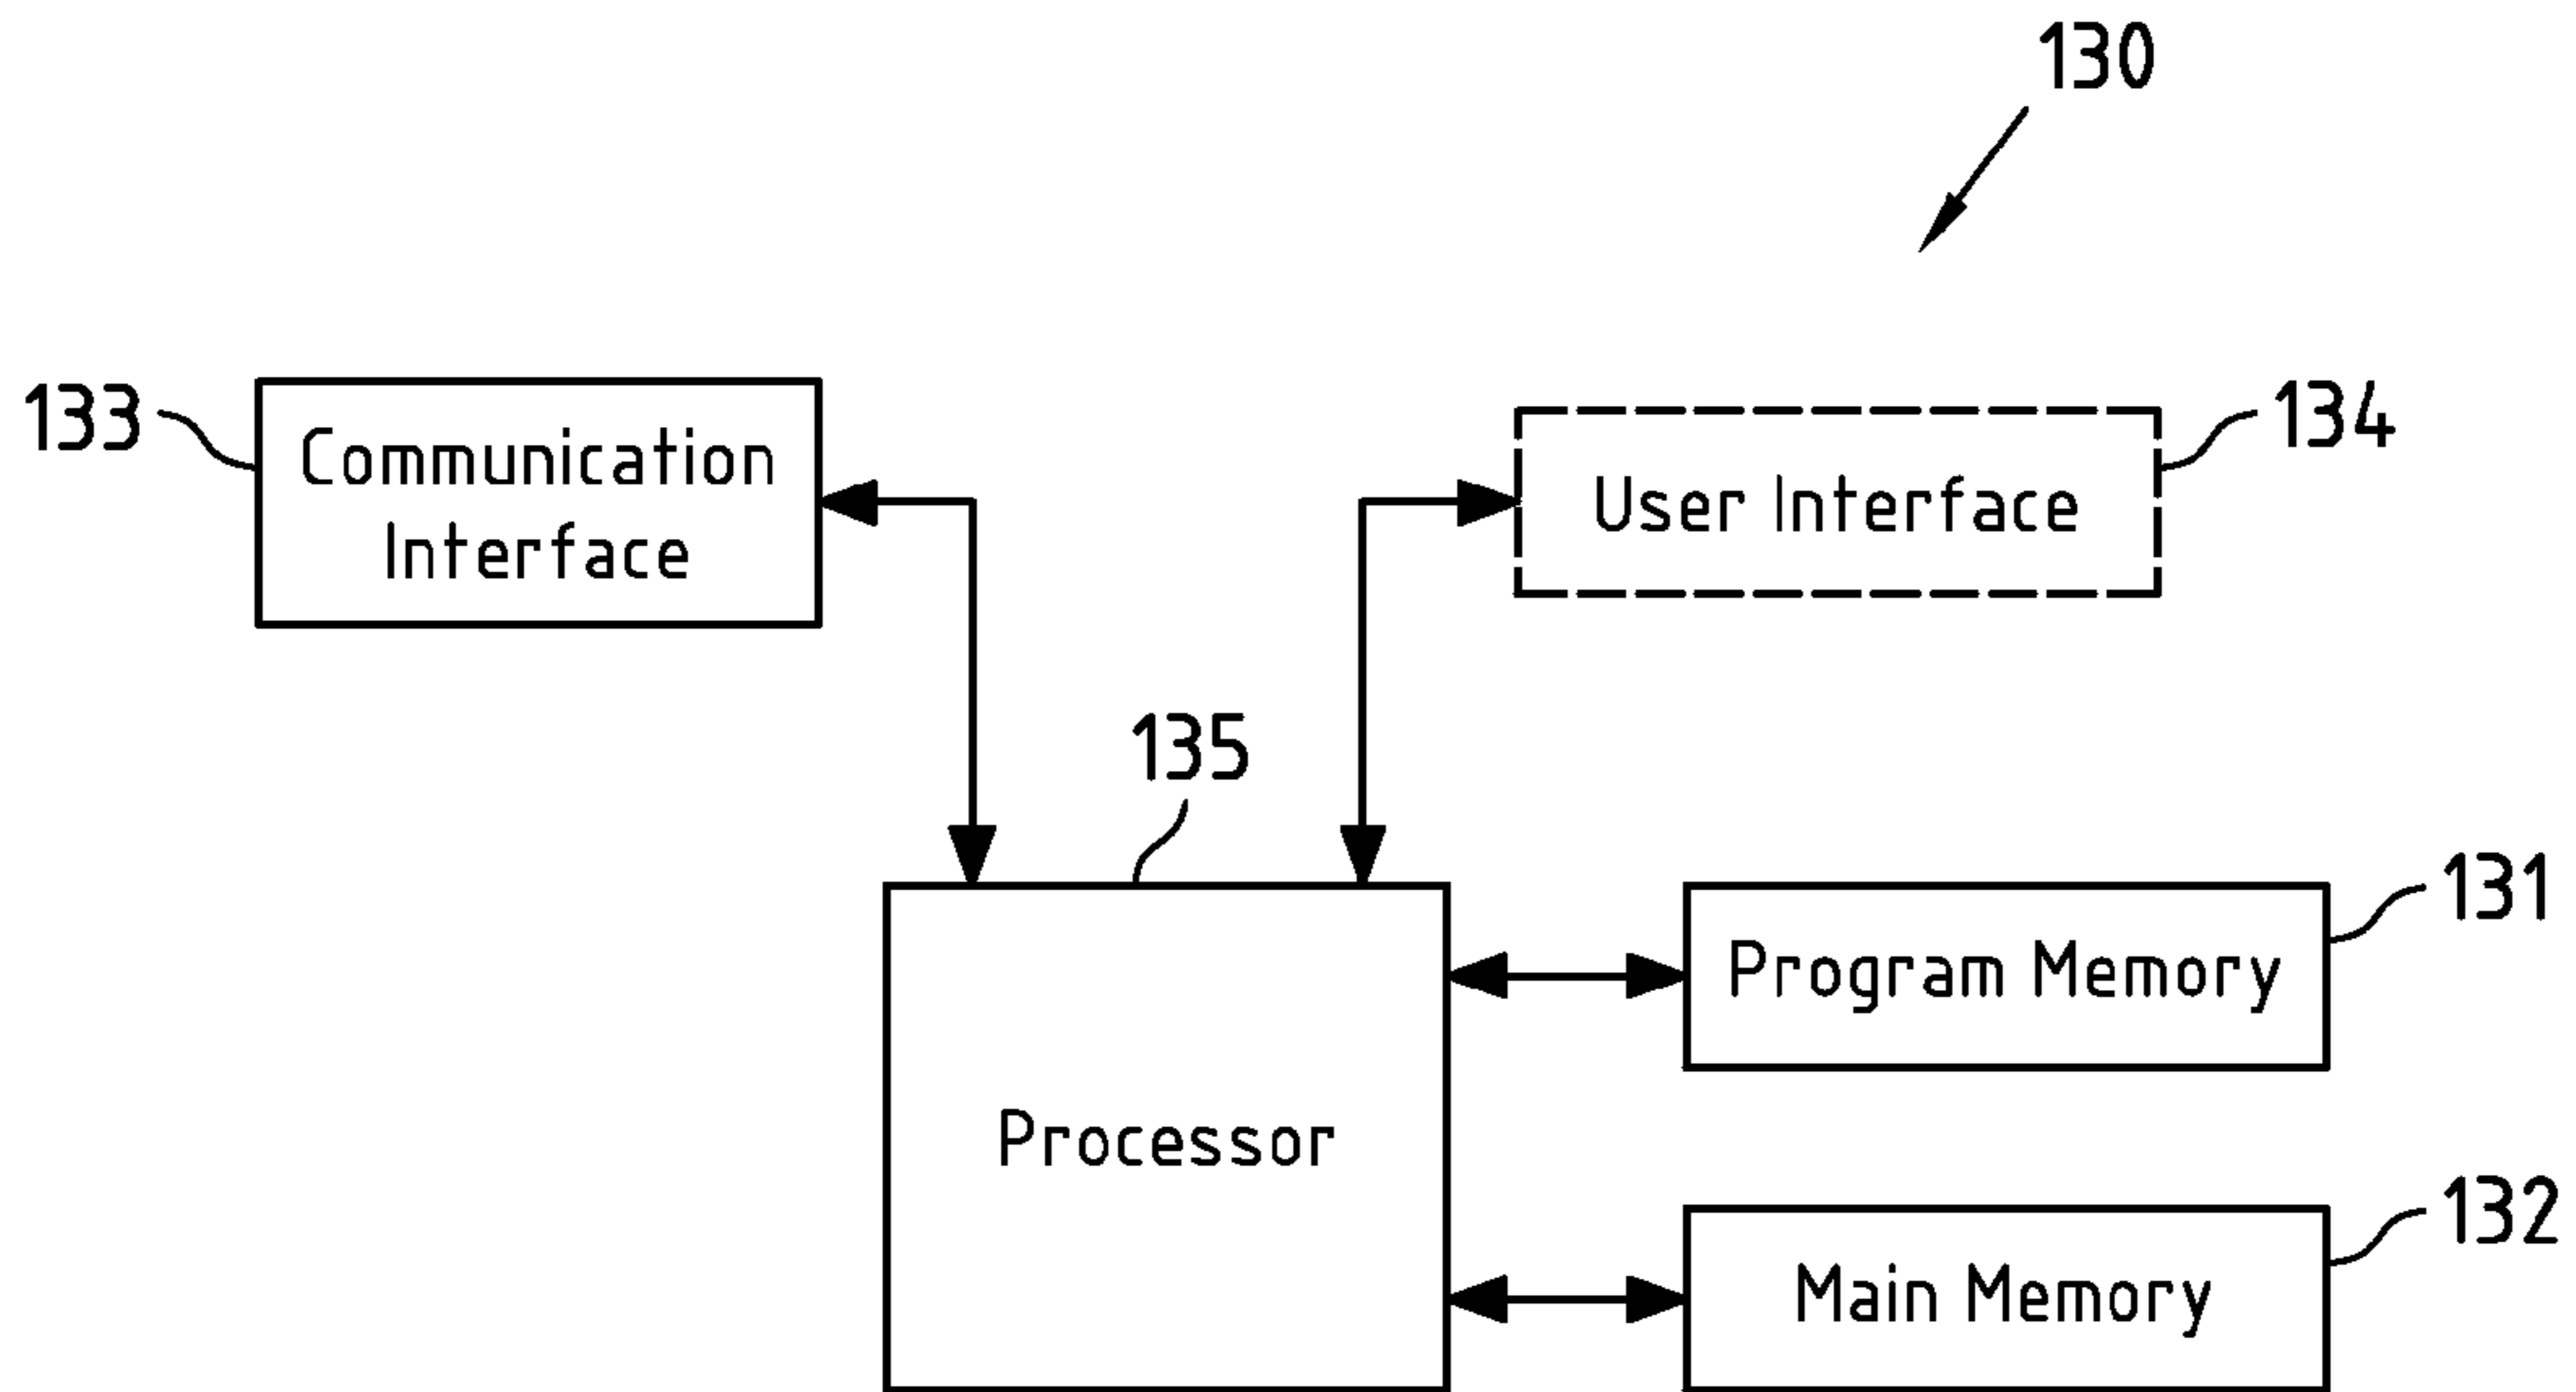 130
133
Communication
Interface
User Interface
134
135
Processor
Program Memory
131
Main Memory
132